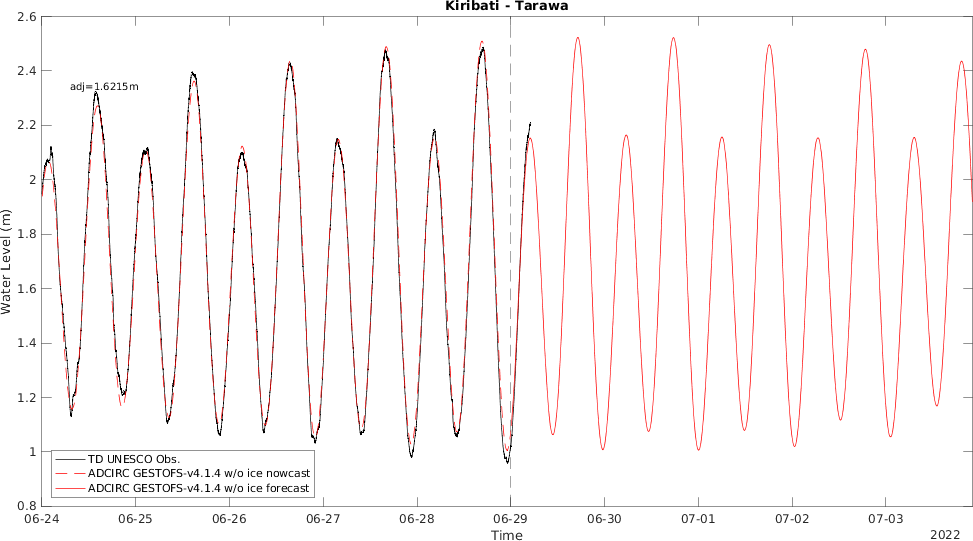 Kiribati - Tarawa
2.6
2.4
adj=1.6215m
2.2
2
1.8
1.6
1.4
1.2
1
0.8
Water Level (m)
TD UNESCO Obs.
ADCIRC GESTOFS-v4.1.4 w/o ice nowcast
ADCIRC GESTOFS-v4.1.4 w/o ice forecast
06-24 06-25 06-26 06-27 06-28 06-29 06-30 07-01 07-02 07-03
Time
2022